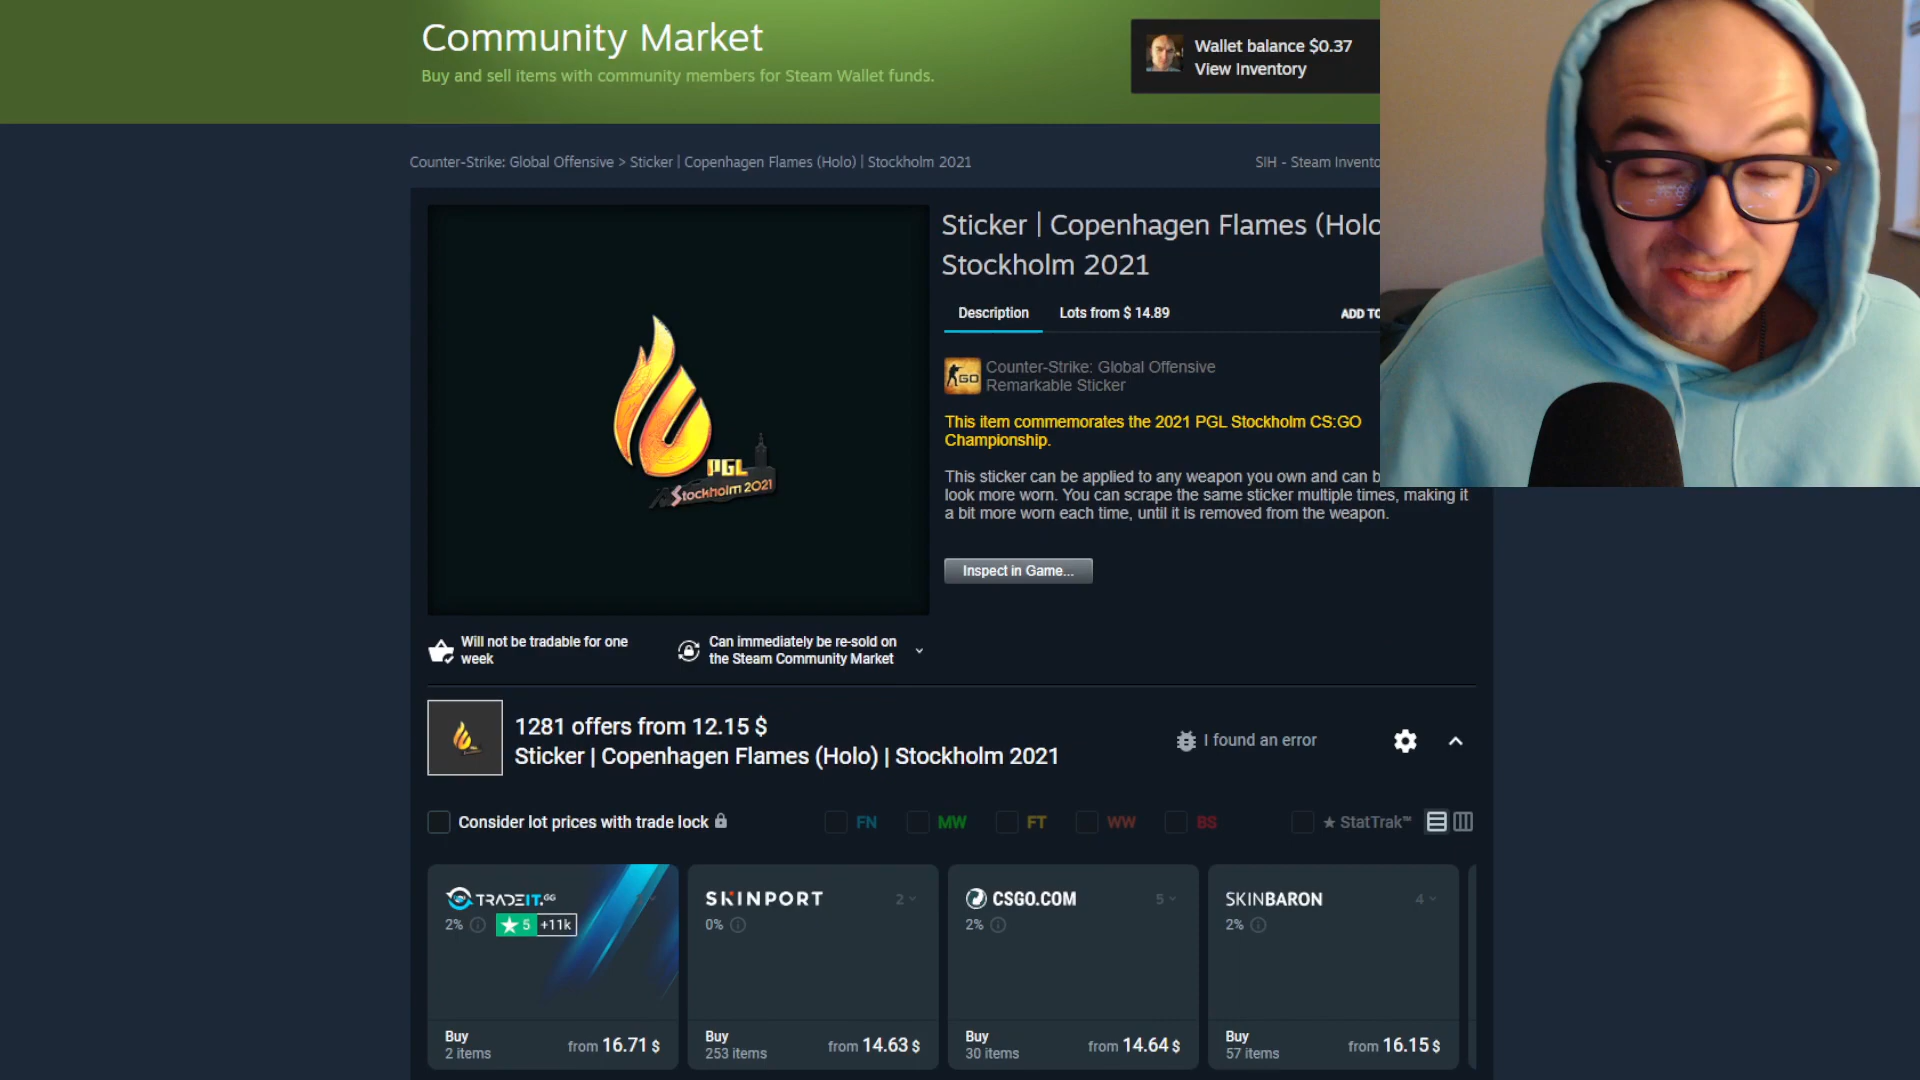 Community Market
Buy and sell items with community members for Steam Wallet funds.
Wallet balance $0.37
View Inventory
Counter-Strike: Global Offensive > Sticker | Copenhagen Flames (Holo) | Stockholm 2021
SIH - Steam Invento
Sticker | Copenhagen Flames (Holo
Stockholm 2021
Description
Lots from $ 14.89
ADD TO
GO
Counter-Strike: Global Offensive
Remarkable Sticker
This item commemorates the 2021 PGL Stockholm CS:GO
Championship.
This sticker can be applied to any weapon you own and can b
look more worn. You can scrape the same sticker multiple times, making it
a bit more worn each time, until it is removed from the weapon.
PGL
Stockholm 2021
Inspect in Game...
Will not be tradable for one
week
Can immediately be re-sold on
the Steam Community Market
1281 offers from 12.15 $
Sticker | Copenhagen Flames (Holo) | Stockholm 2021
I found an error
Consider lot prices with trade lock
FN
MW
FT
WW
BS
★ StatTrak™
TRADEIT.GG
2%
★ 5 +11k
Buy
2 items
from 16.71 $
SKINPORT
2
0%
Buy
253 items
from 14.63 $
CSGO.COM
5
2%
Buy
30 items
from 14.64 $
SKINBARON
4
2%
Buy
57 items
from 16.15 $